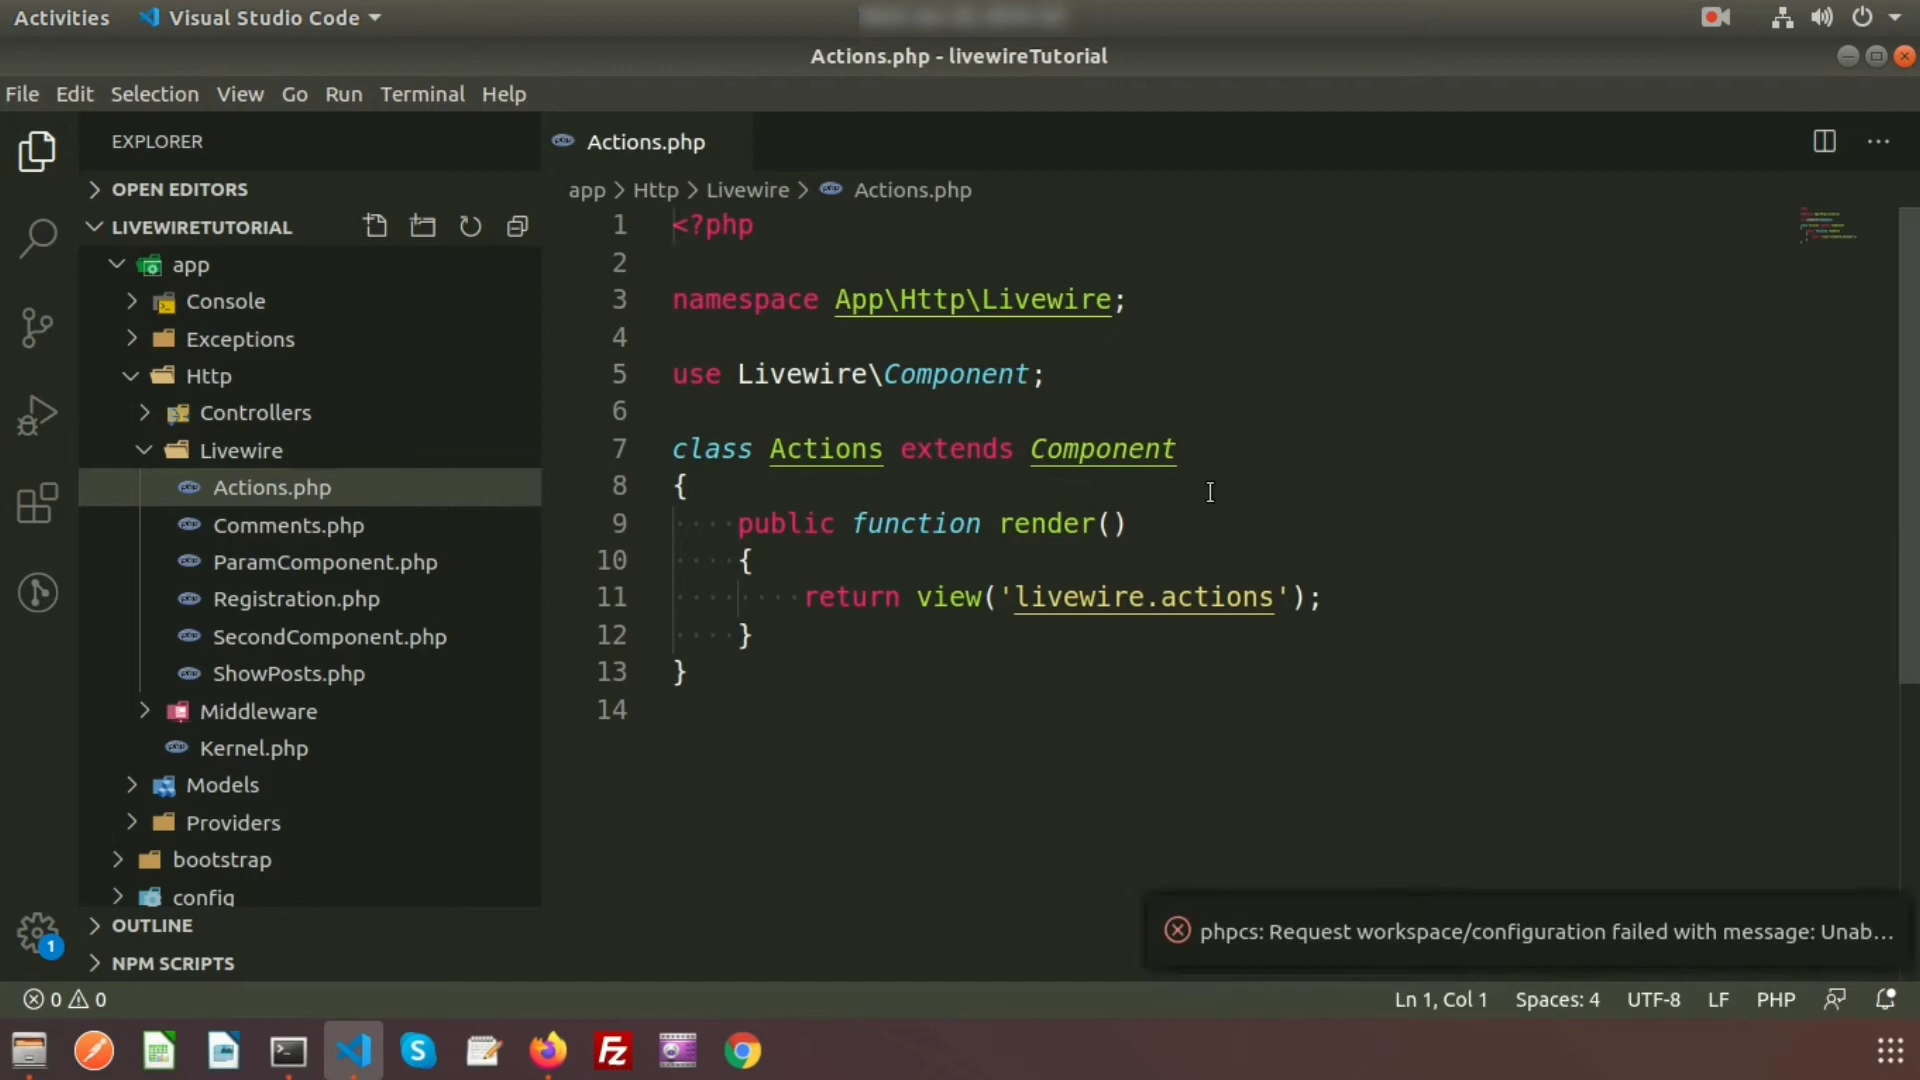 Activities Visual Studio Code
Actions.php - livewireTutorial
File Edit Selection View Go Run Terminal Help
EXPLORER
OPEN EDITORS
LIVEWIRETUTORIAL
app
Console
Exceptions
Http
Controllers
Livewire
Actions.php
Comments.php
ParamComponent.php
Registration.php
SecondComponent.php
ShowPosts.php
Middleware
Kernel.php
Models
Providers
bootstrap
config
OUTLINE
NPM SCRIPTS
1
Actions.php
app > Http > Livewire > Actions.php
1 <?php
2
3 namespace App\Http\Livewire;
4
5 use Livewire\Component;
6
7 class Actions extends Component
8 {
9 public function render()
10 {
11 return view('livewire.actions');
12 }
13 }
14
phpcs: Request workspace/configuration failed with message: Unab...
0 0 Ln 1, Col 1 Spaces: 4 UTF-8 LF PHP